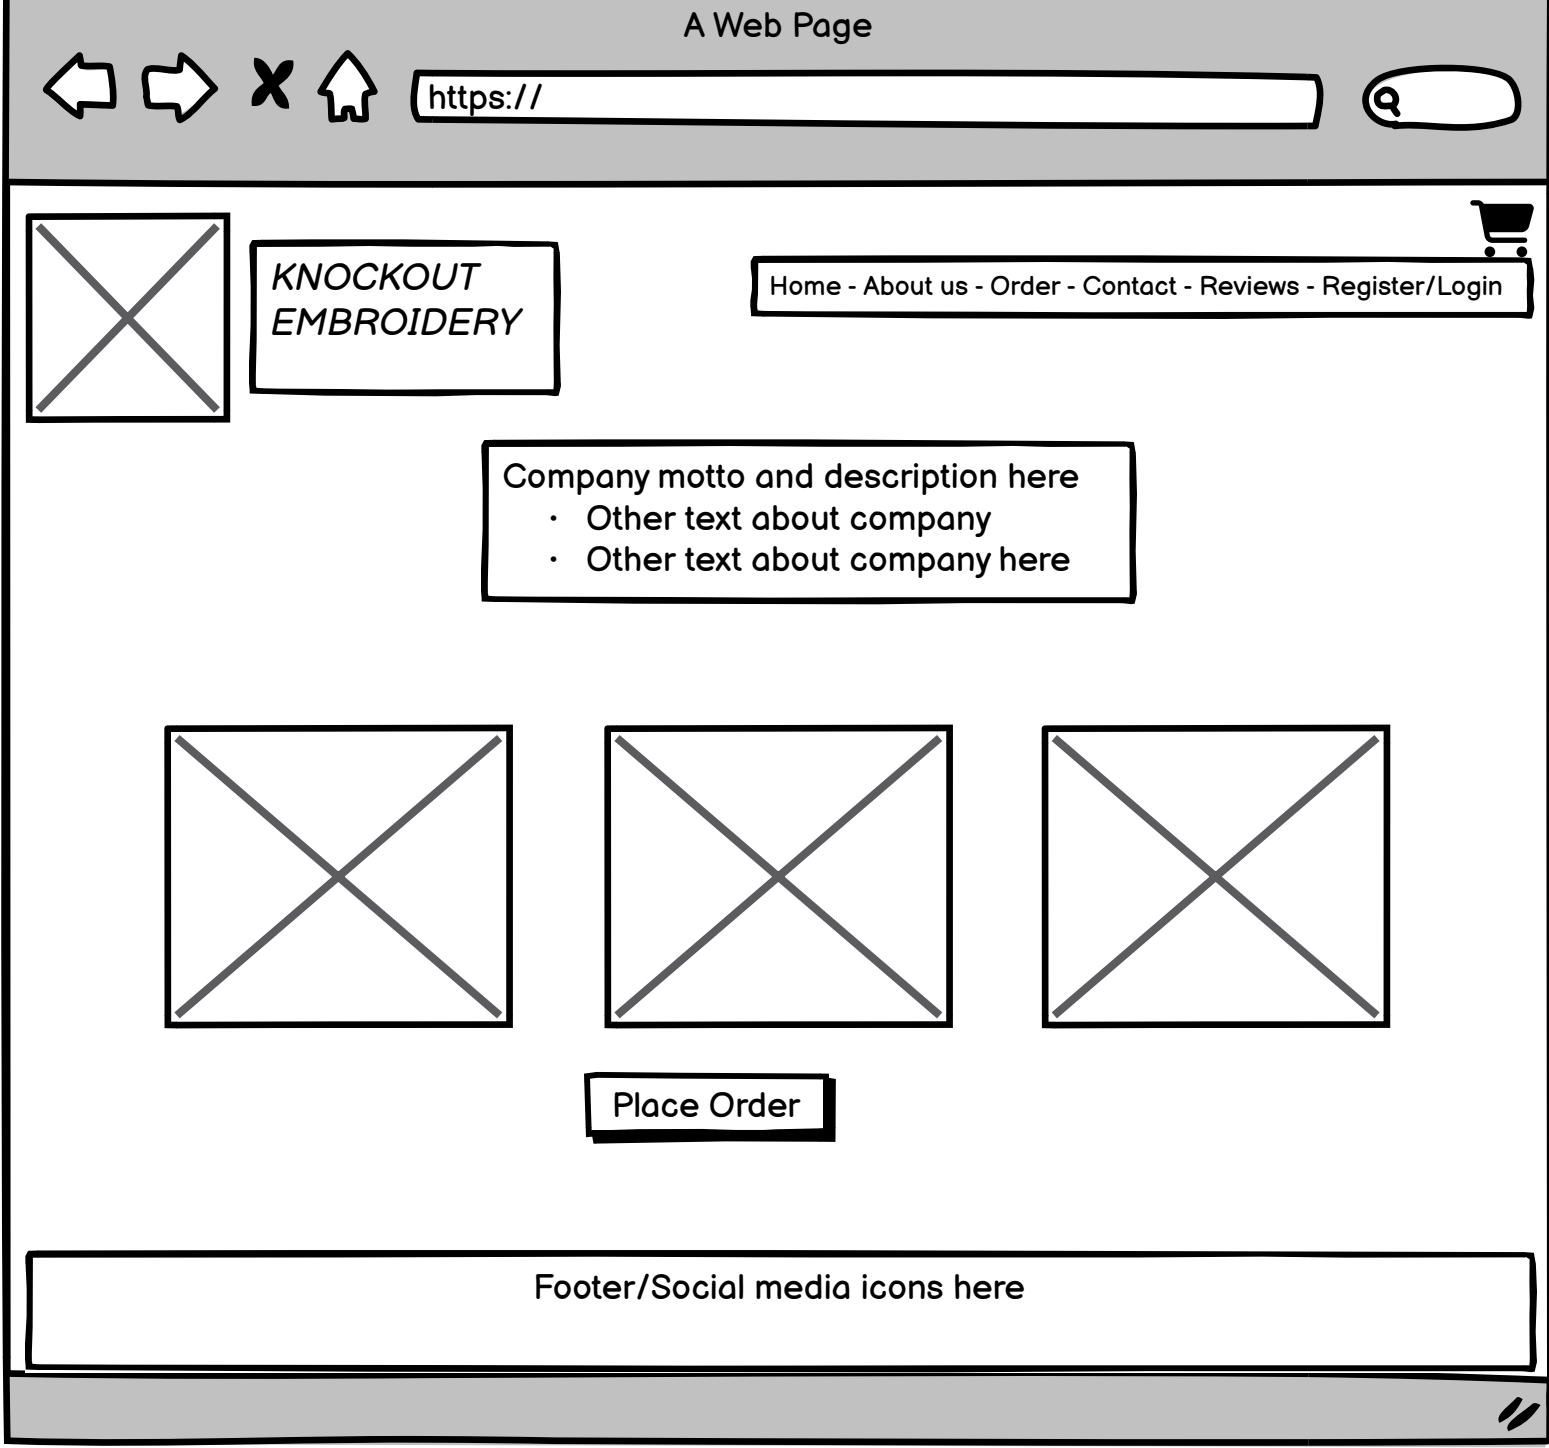 A Web Page
https://
KNOCKOUT
EMBROIDERY
Home - About us - Order - Contact - Reviews - Register/Login
Company motto and description here
• Other text about company
• Other text about company here
Place Order
Footer/Social media icons here